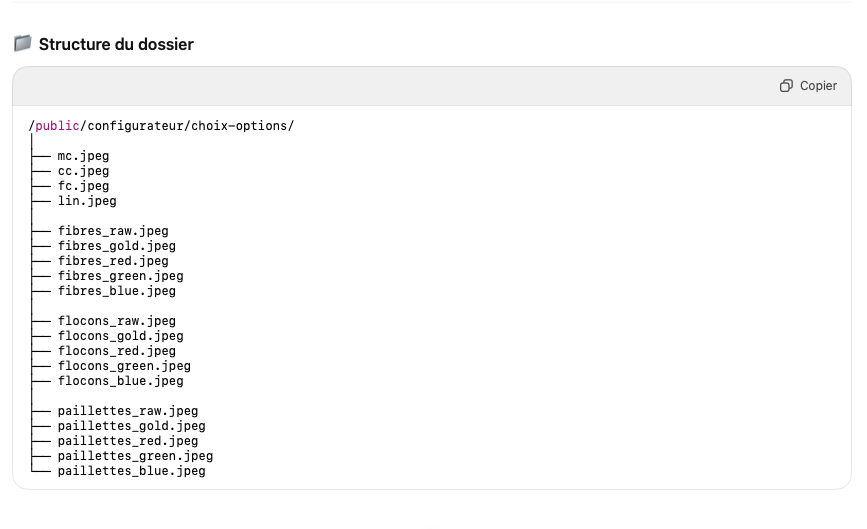 Structure du dossier
Copier
/public/configurateur/choix-options/
│
├── mc.jpeg
├── cc.jpeg
├── fc.jpeg
├── lin.jpeg
│
├── fibres_raw.jpeg
├── fibres_gold.jpeg
├── fibres_red.jpeg
├── fibres_green.jpeg
├── fibres_blue.jpeg
│
├── flocons_raw.jpeg
├── flocons_gold.jpeg
├── flocons_red.jpeg
├── flocons_green.jpeg
├── flocons_blue.jpeg
│
├── paillettes_raw.jpeg
├── paillettes_gold.jpeg
├── paillettes_red.jpeg
├── paillettes_green.jpeg
└── paillettes_blue.jpeg